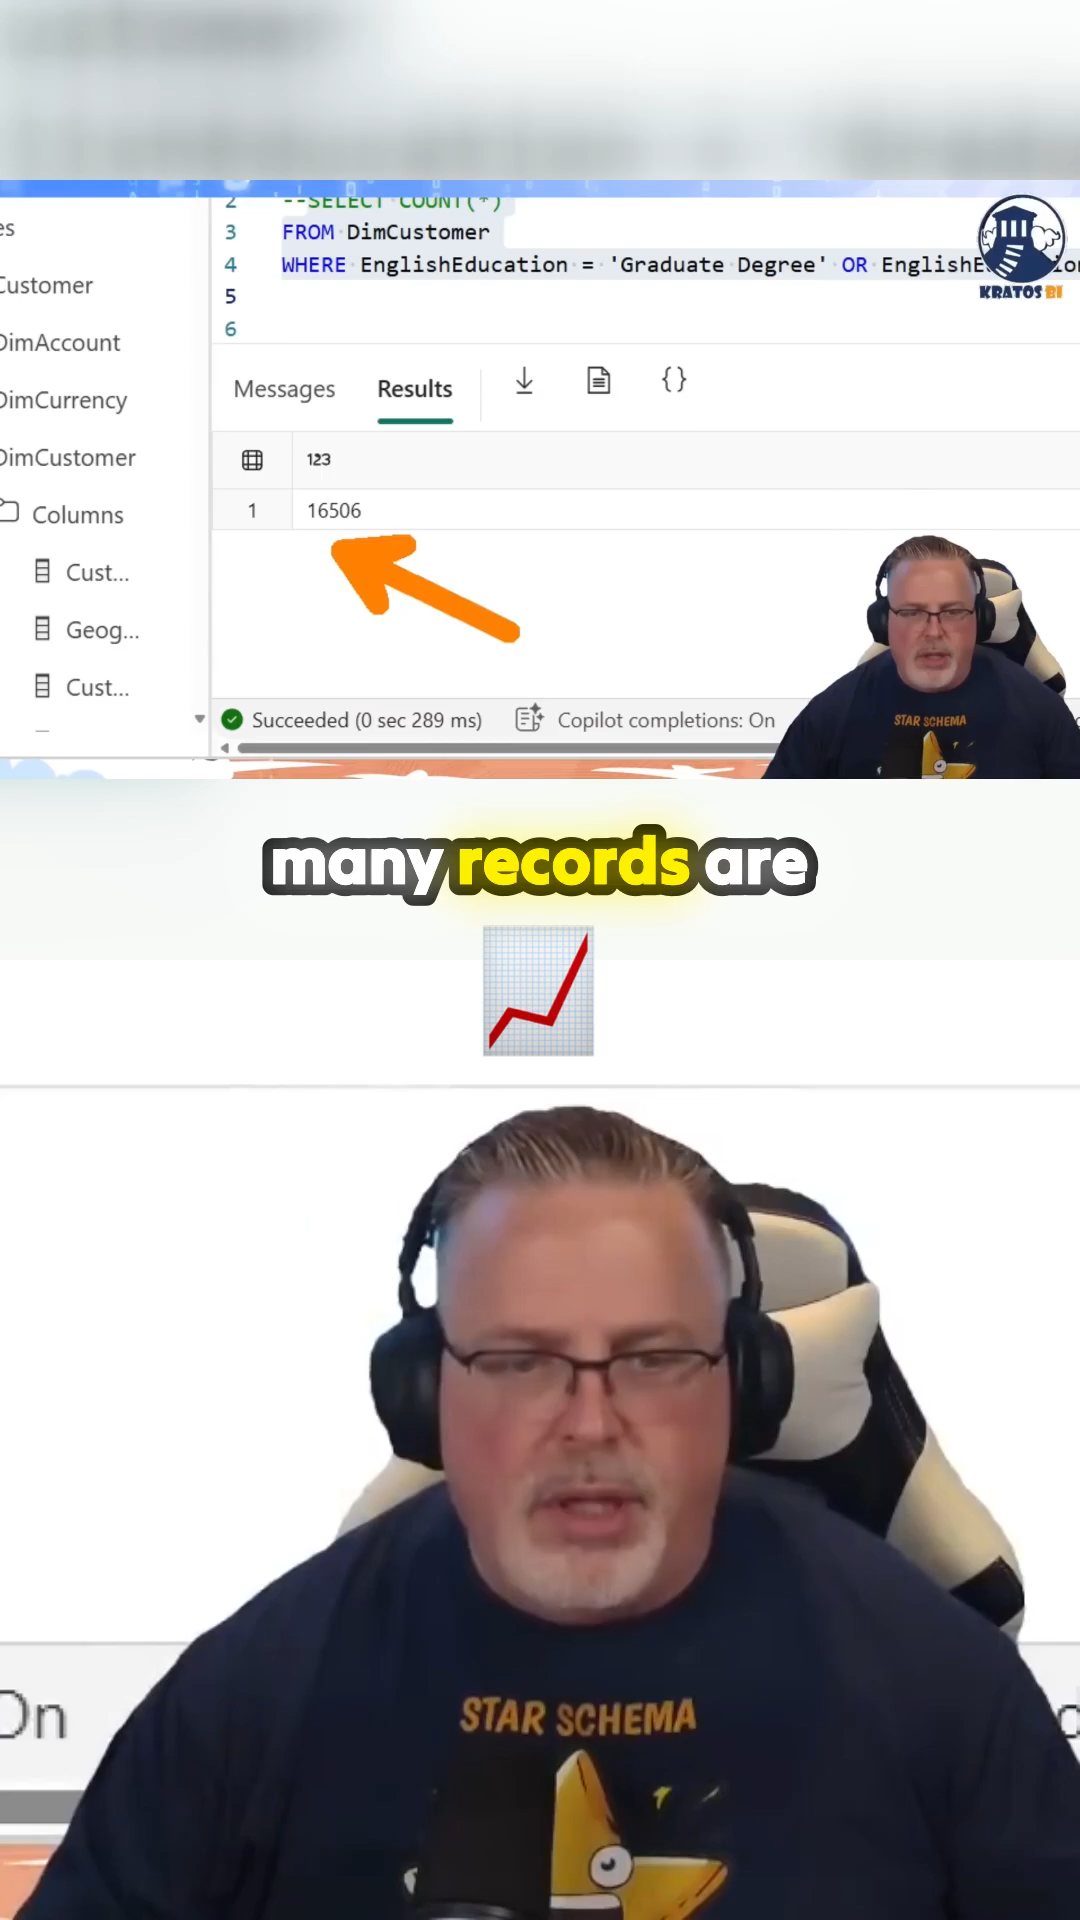 2
--SELECT COUNT(*)
3
FROM DimCustomer
4
WHERE EnglishEducation = 'Graduate Degree' OR
5
6
KRATOS BI
es
Customer
DimAccount
DimCurrency
DimCustomer
Columns
Cust...
Geog...
Cust...
Messages
Results
123
1
16506
Succeeded (0 sec 289 ms)
Copilot completions: On
STAR SCHEMA
many records are
On
STAR SCHEMA